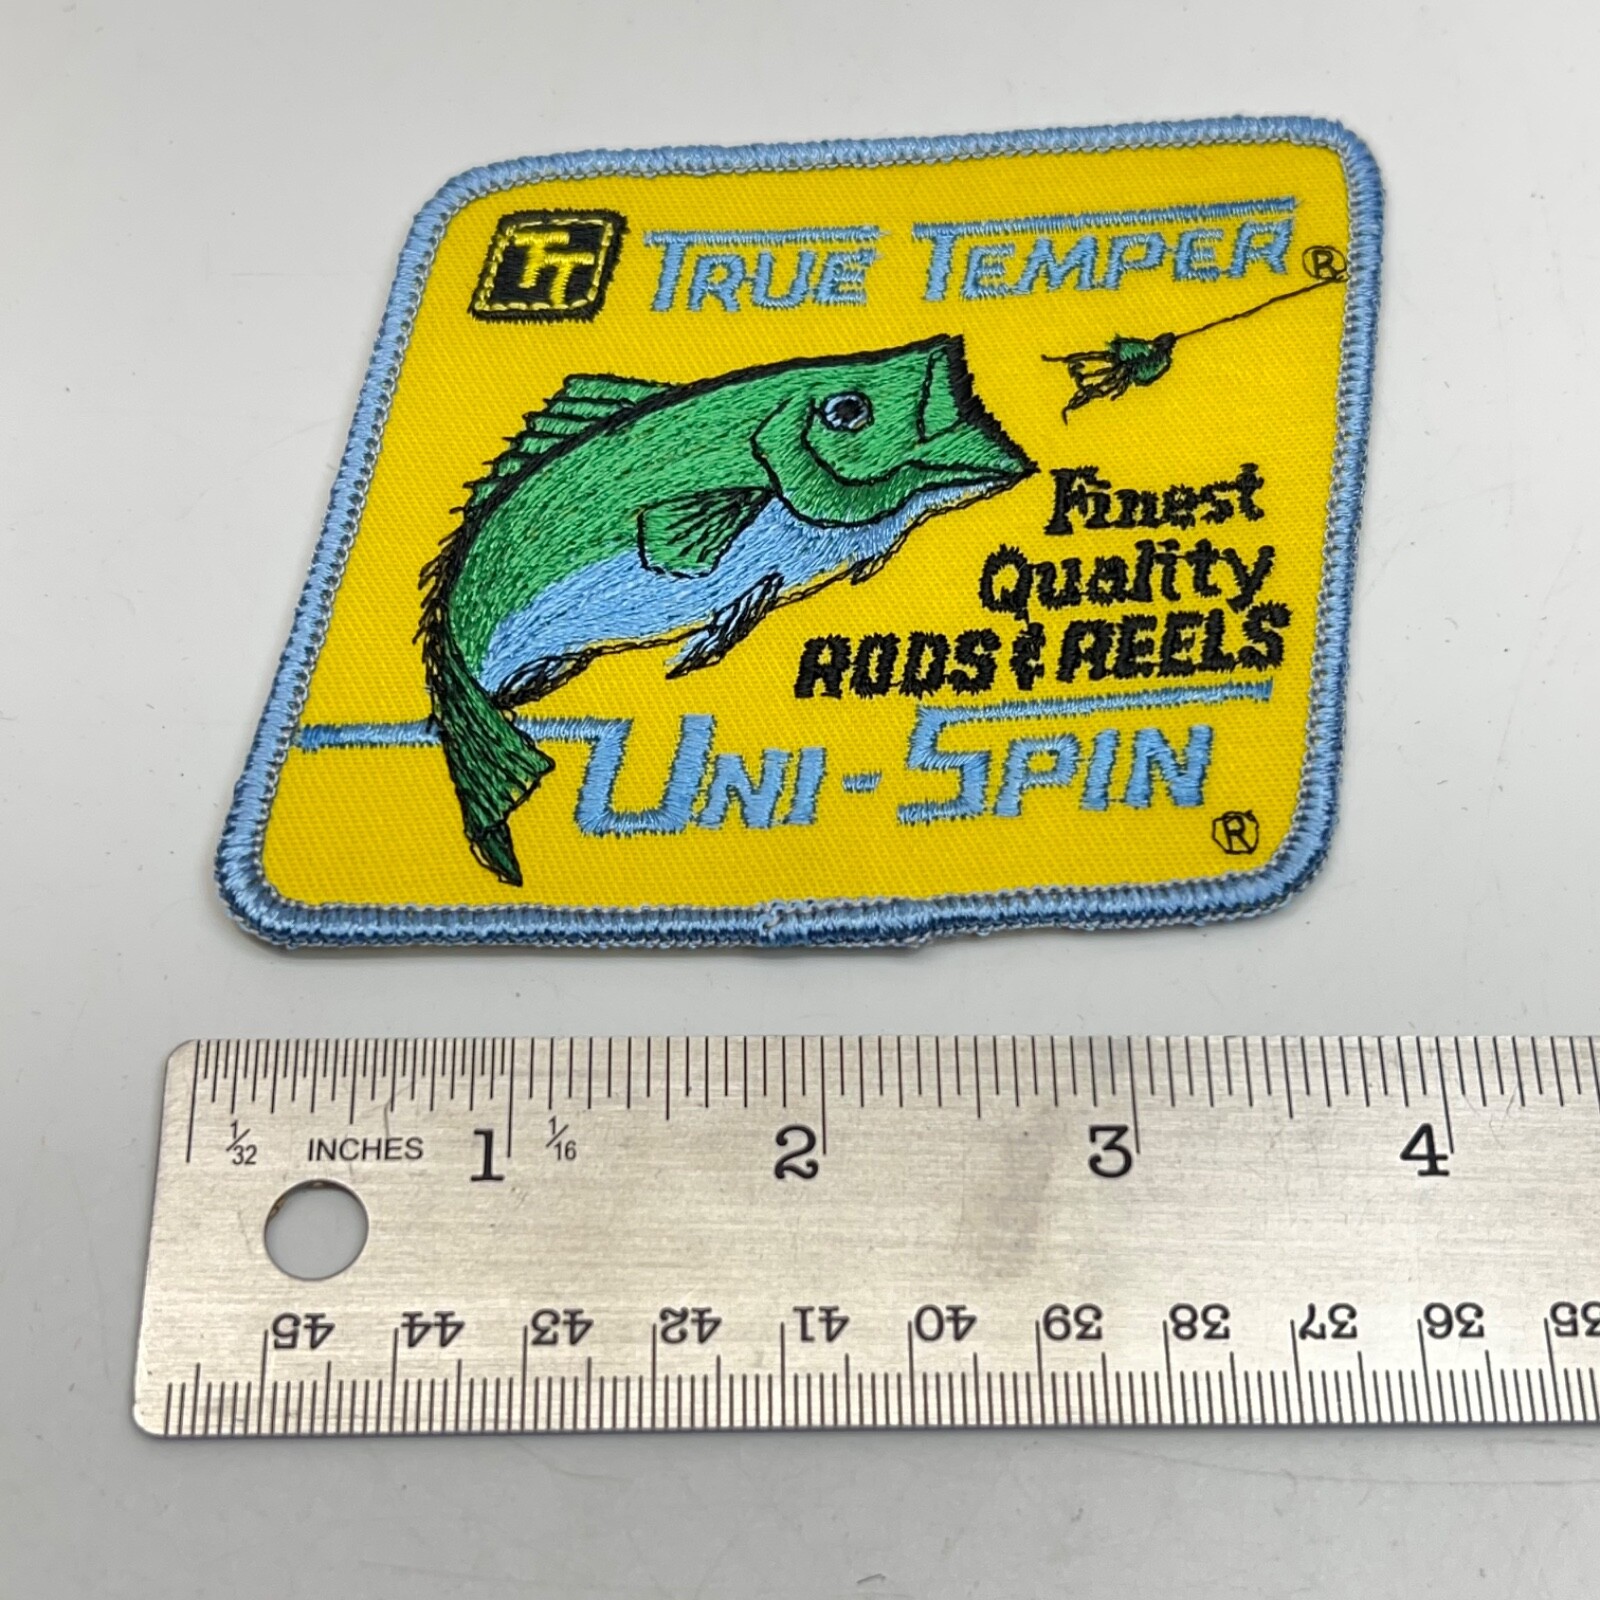 TT TRUE TEMPER ®
Finest
Quality
RODS & REELS
UNI-SPIN
®
1/32 INCHES 1 1/16 2 3 4
45 44 43 42 41 40 39 38 37 36 35